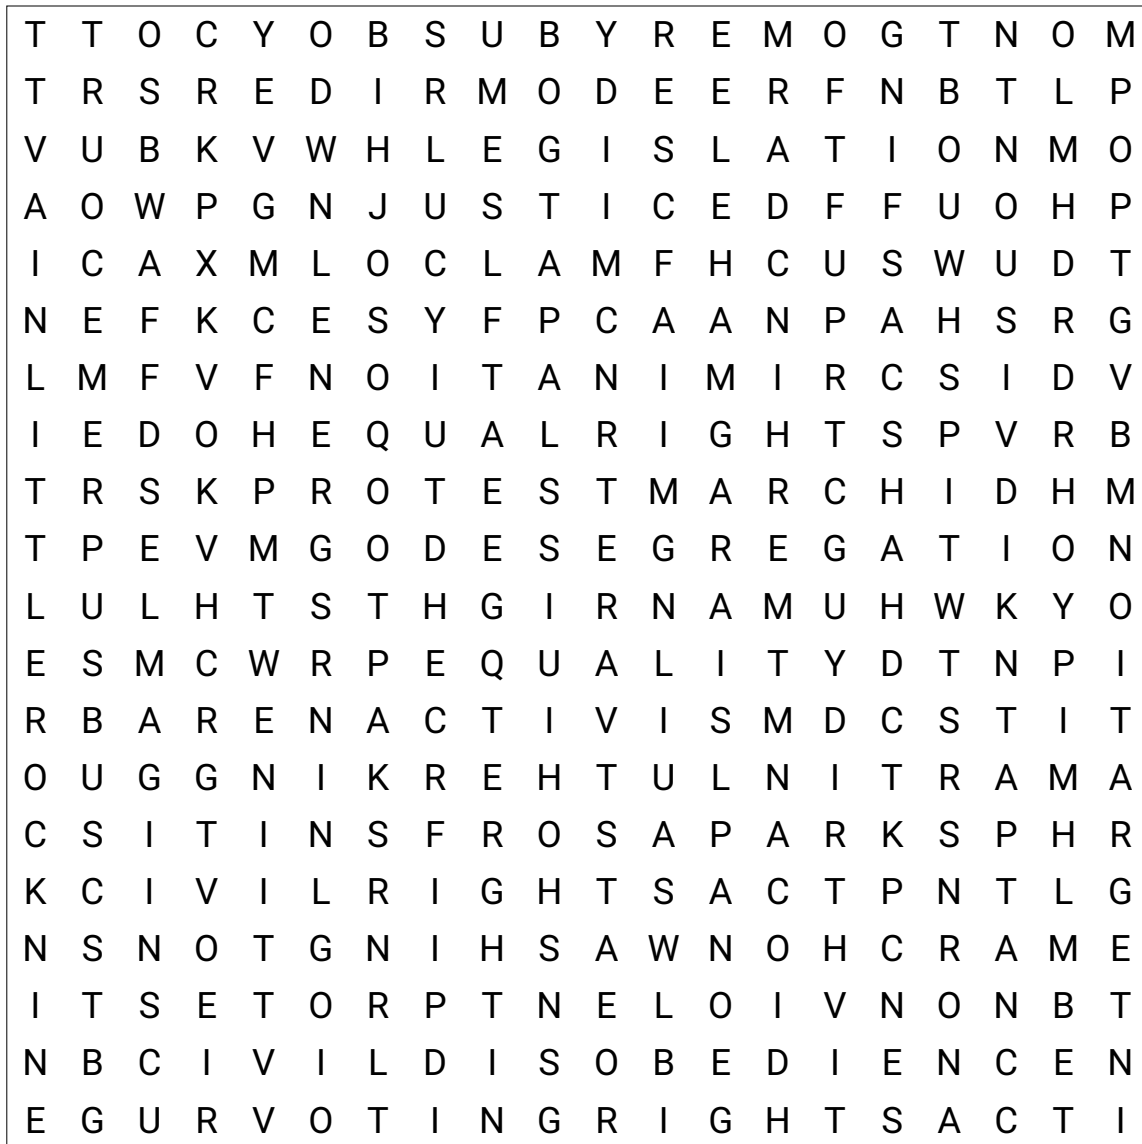 T T O C Y O B S U B Y R E M O G T N O M
T R S R E D I R M O D E E R F N B T L P
V U B K V W H L E G I S L A T I O N M O
A O W P G N J U S T I C E D F F U O H P
I C A X M L O C L A M F H C U S W U D T
N E F K C E S Y F P C A A N P A H S R G
L M F V F N O I T A N I M I R C S I D V
I E D O H E Q U A L R I G H T S P V R B
T R S K P R O T E S T M A R C H I D H M
T P E V M G O D E S E G R E G A T I O N
L U L H T S T H G I R N A M U H W K Y O
E S M C W R P E Q U A L I T Y D T N P I
R B A R E N A C T I V I S M D C S T I T
O U G G N I K R E H T U L N I T R A M A
C S I T I N S F R O S A P A R K S P H R
K C I V I L R I G H T S A C T P N T L G
N S N O T G N I H S A W N O H C R A M E
I T S E T O R P T N E L O I V N O N B T
N B C I V I L D I S O B E D I E N C E N
E G U R V O T I N G R I G H T S A C T I